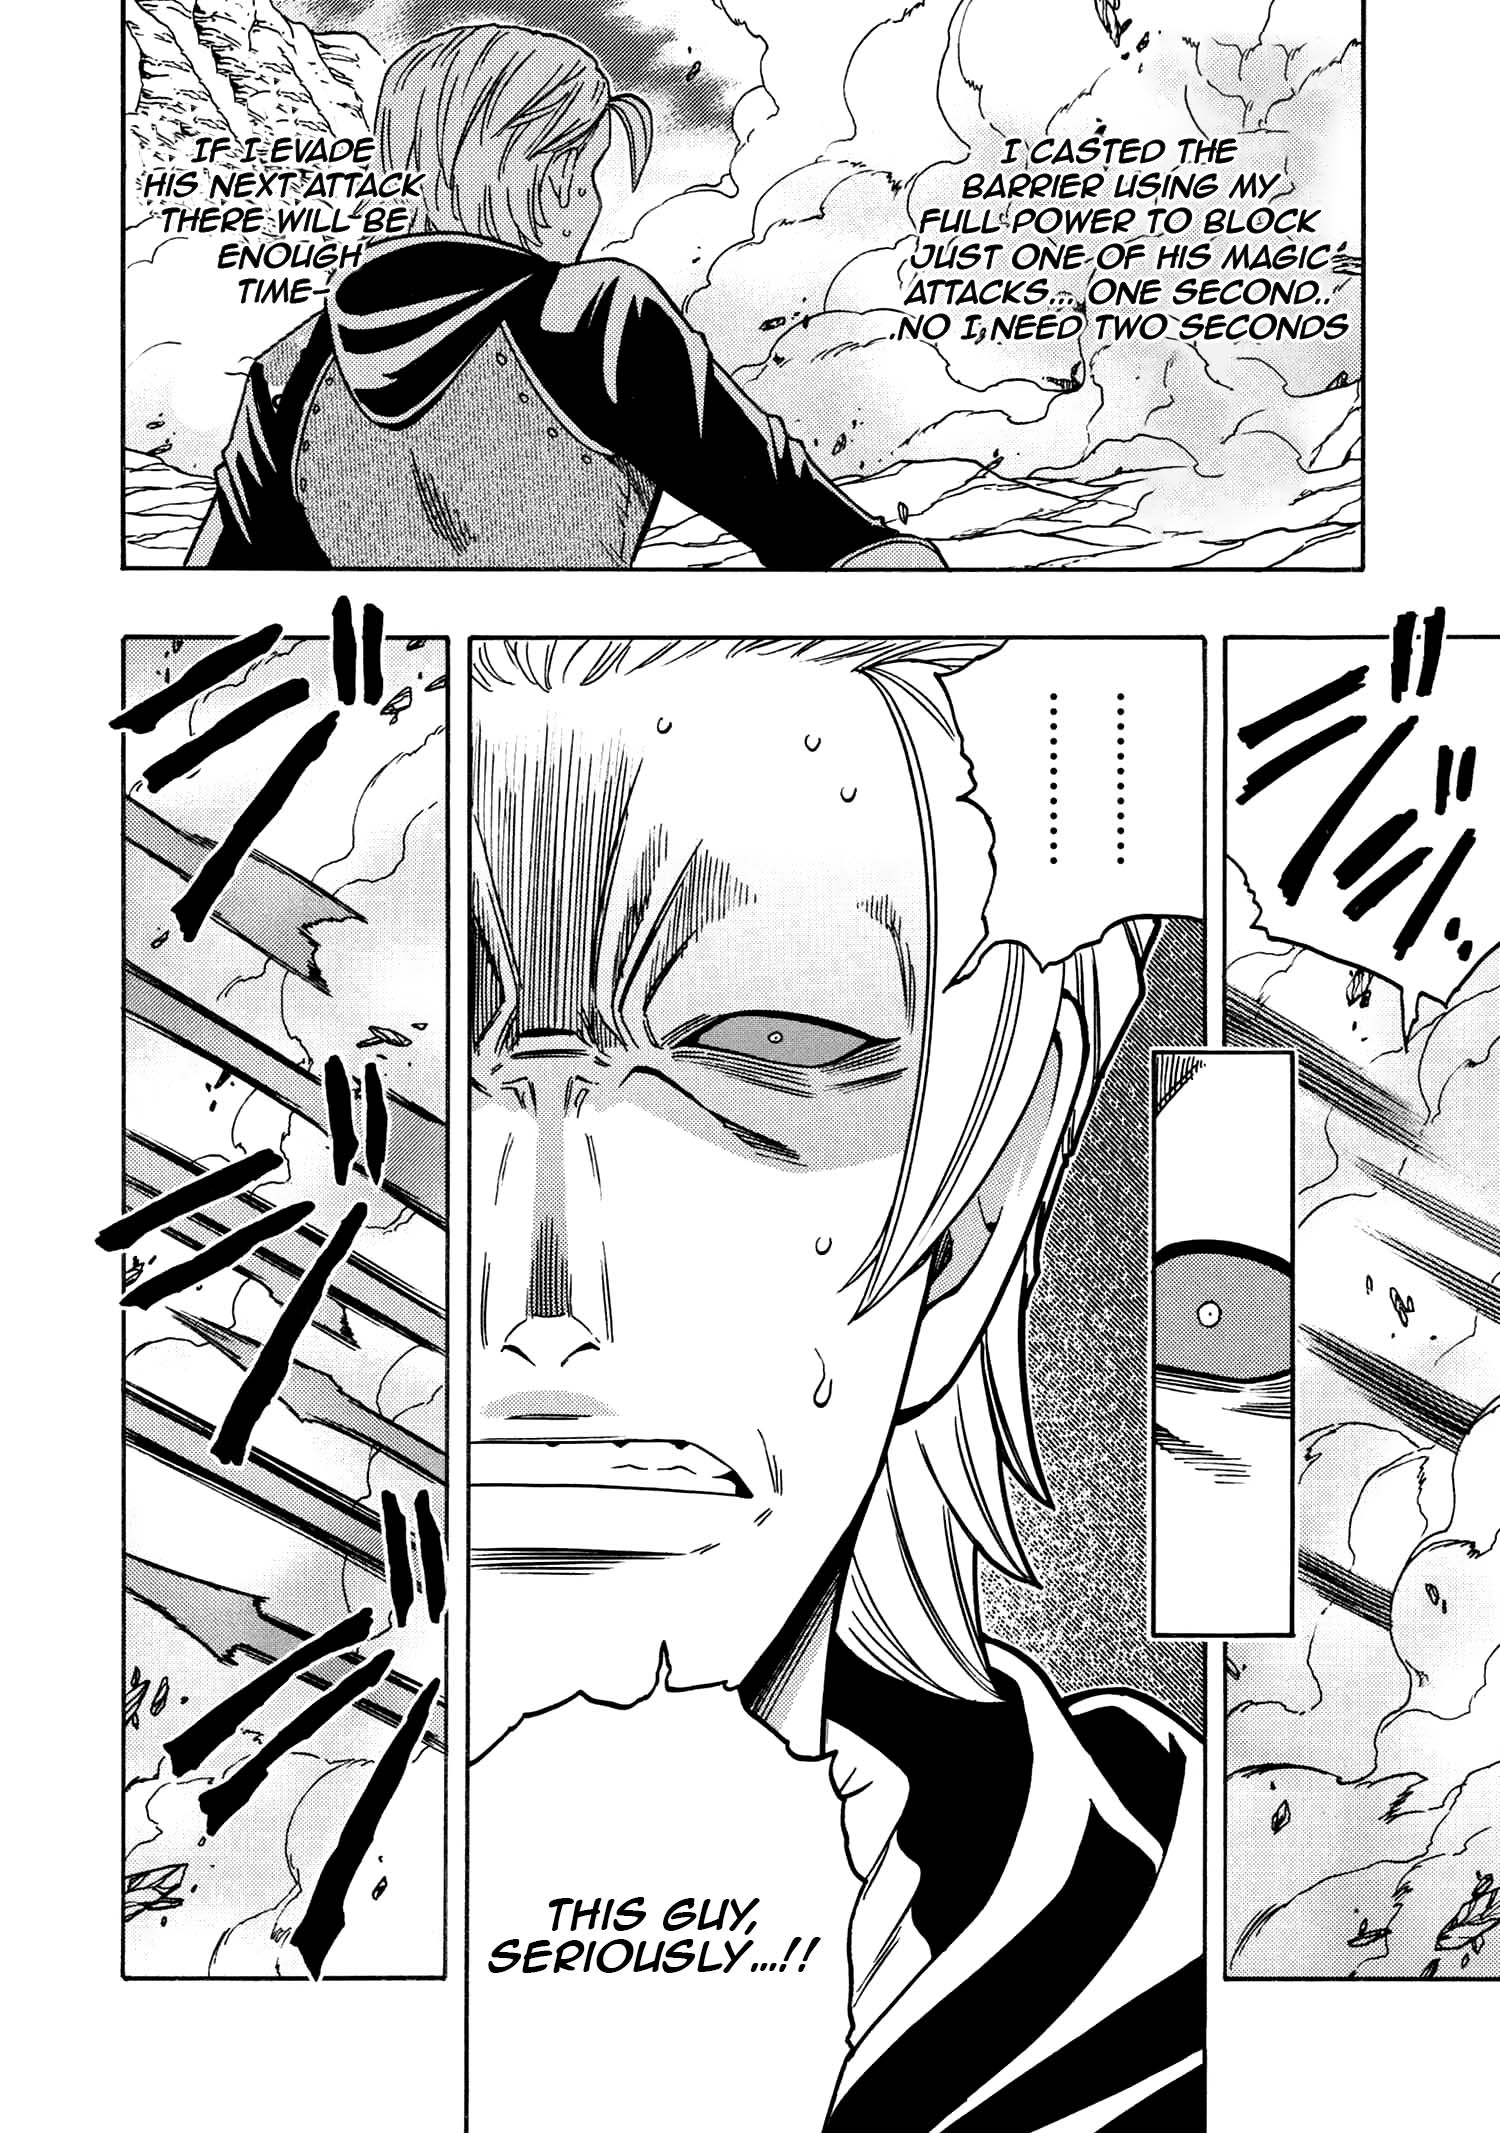 I CASTED THE
BARRIER USING MY
FULL POWER TO BLOCK
JUST ONE OF HIS MAGIC
ATTACKS... ONE SECOND..
.NO I NEED TWO SECONDS
IF I EVADE
HIS NEXT ATTACK
THERE WILL BE
ENOUGH
TIME-
THIS GUY,
SERIOUSLY...!!